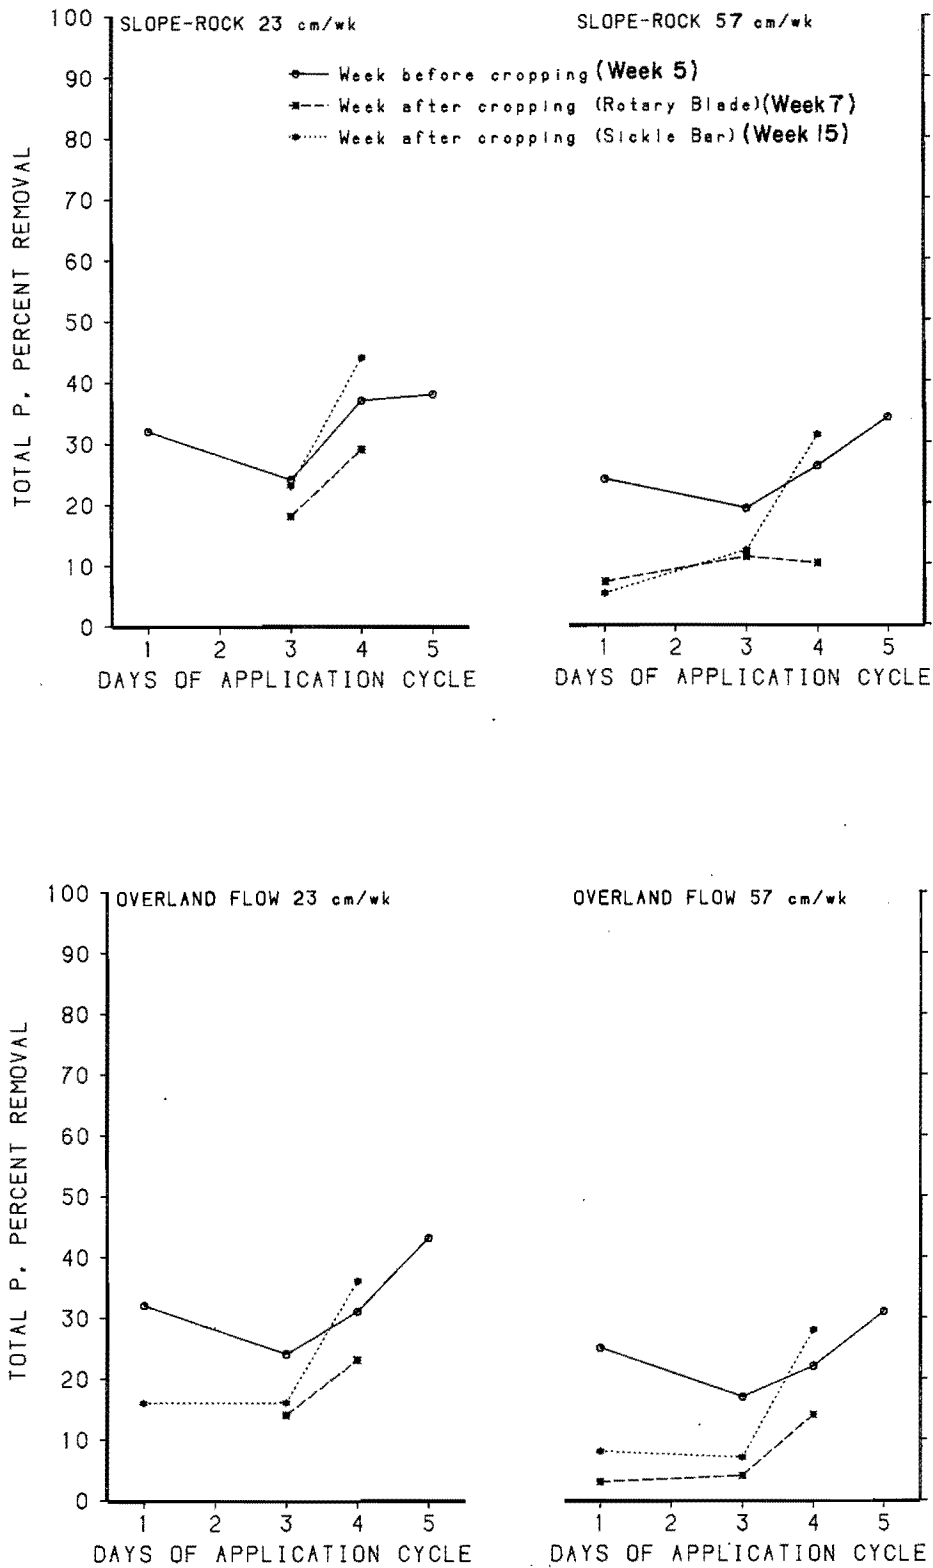 SLOPE-ROCK 23 cm/wk
SLOPE-ROCK 57 cm/wk
Week before cropping (Week 5)
Week after cropping (Rotary Blade)(Week 7)
Week after cropping (Sickle Bar) (Week 15)
TOTAL P, PERCENT REMOVAL
100
90
80
70
60
50
40
30
20
10
0
1 2 3 4 5
DAYS OF APPLICATION CYCLE
1 2 3 4 5
DAYS OF APPLICATION CYCLE
OVERLAND FLOW 23 cm/wk
OVERLAND FLOW 57 cm/wk
TOTAL P, PERCENT REMOVAL
100
90
80
70
60
50
40
30
20
10
0
1 2 3 4 5
DAYS OF APPLICATION CYCLE
1 2 3 4 5
DAYS OF APPLICATION CYCLE